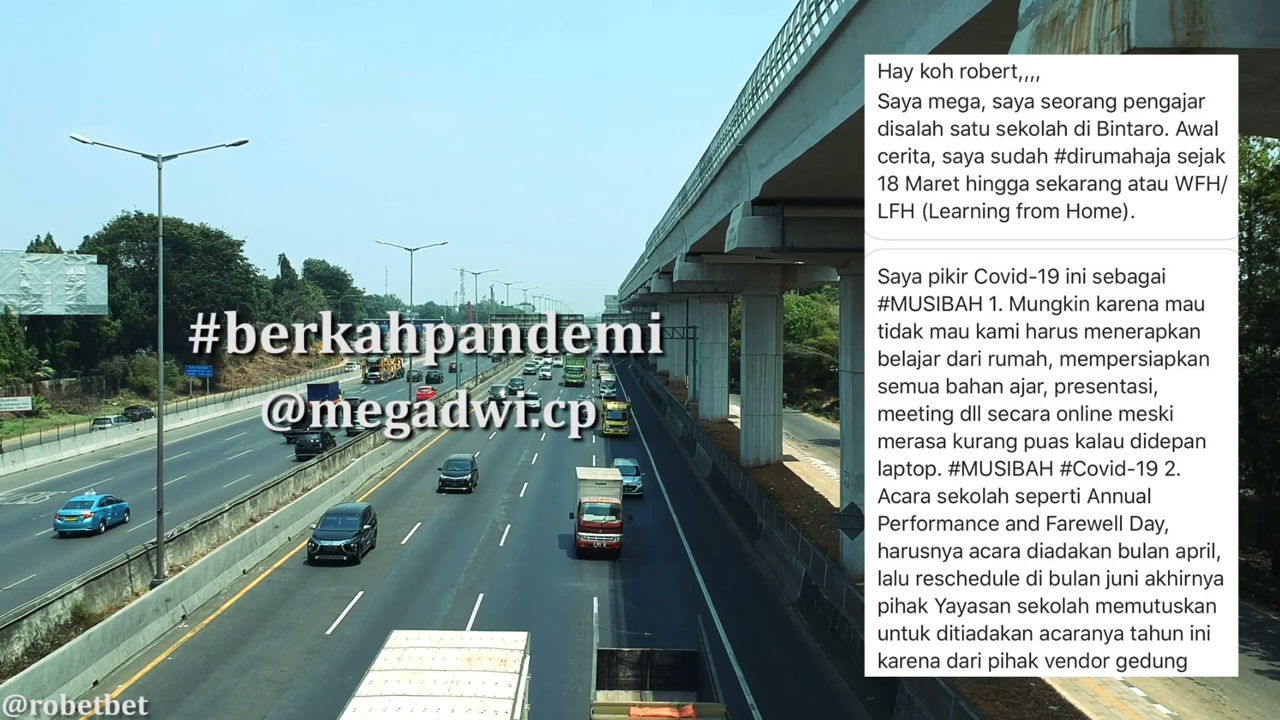 #berkahpandemi
@megadwi.cp
Hay koh robert,,,,
Saya mega, saya seorang pengajar
disalah satu sekolah di Bintaro. Awal
cerita, saya sudah #dirumahaja sejak
18 Maret hingga sekarang atau WFH/
LFH (Learning from Home).
Saya pikir Covid-19 ini sebagai
#MUSIBAH 1. Mungkin karena mau
tidak mau kami harus menerapkan
belajar dari rumah, mempersiapkan
semua bahan ajar, presentasi,
meeting dll secara online meski
merasa kurang puas kalau didepan
laptop. #MUSIBAH #Covid-19 2.
Acara sekolah seperti Annual
Performance and Farewell Day,
harusnya acara diadakan bulan april,
lalu reschedule di bulan juni akhirnya
pihak Yayasan sekolah memutuskan
untuk ditiadakan acaranya tahun ini
karena dari pihak vendor gedung
@robetbet